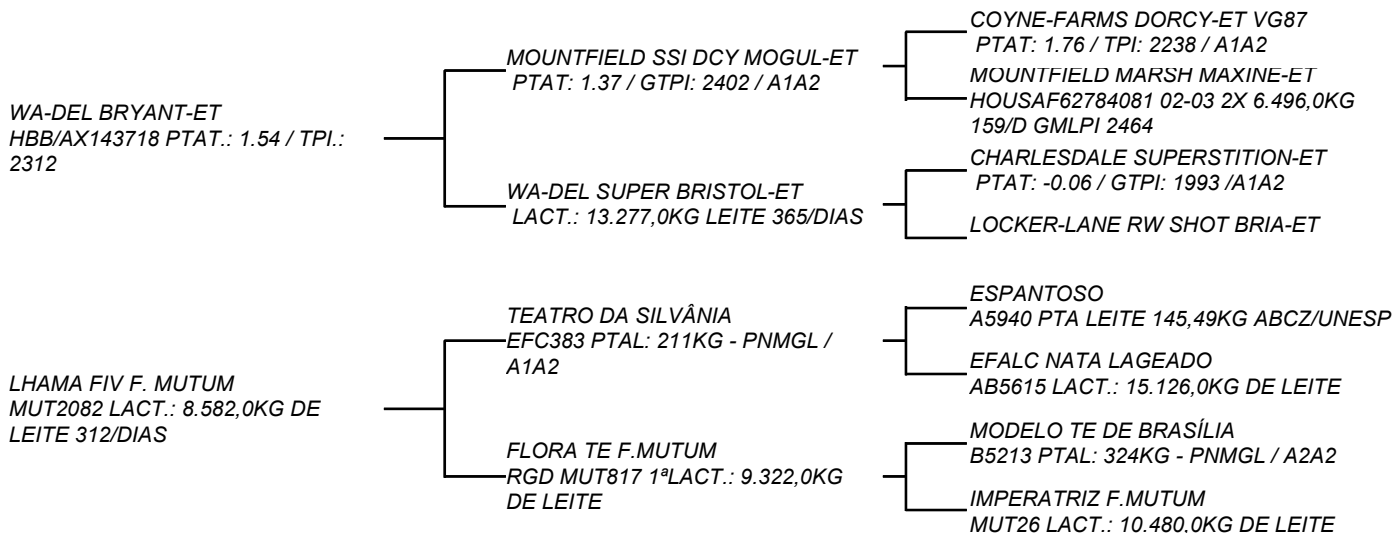 WA-DEL BRYANT-ET
HBB/AX143718 PTAT.: 1.54 / TPI.:
2312
MOUNTFIELD SSI DCY MOGUL-ET
PTAT: 1.37 / GTPI: 2402 / A1A2
COYNE-FARMS DORCY-ET VG87
PTAT: 1.76 / TPI: 2238 / A1A2
MOUNTFIELD MARSH MAXINE-ET
HOUSAF62784081 02-03 2X 6.496,0KG
159/D GMLPI 2464
WA-DEL SUPER BRISTOL-ET
LACT.: 13.277,0KG LEITE 365/DIAS
CHARLESDALE SUPERSTITION-ET
PTAT: -0.06 / GTPI: 1993 /A1A2
LOCKER-LANE RW SHOT BRIA-ET
LHAMA FIV F. MUTUM
MUT2082 LACT.: 8.582,0KG DE
LEITE 312/DIAS
TEATRO DA SILVÂNIA
EFC383 PTAL: 211KG - PNMGL /
A1A2
ESPANTOSO
A5940 PTA LEITE 145,49KG ABCZ/UNESP
EFALC NATA LAGEADO
AB5615 LACT.: 15.126,0KG DE LEITE
FLORA TE F.MUTUM
RGD MUT817 1ªLACT.: 9.322,0KG
DE LEITE
MODELO TE DE BRASÍLIA
B5213 PTAL: 324KG - PNMGL / A2A2
IMPERATRIZ F.MUTUM
MUT26 LACT.: 10.480,0KG DE LEITE